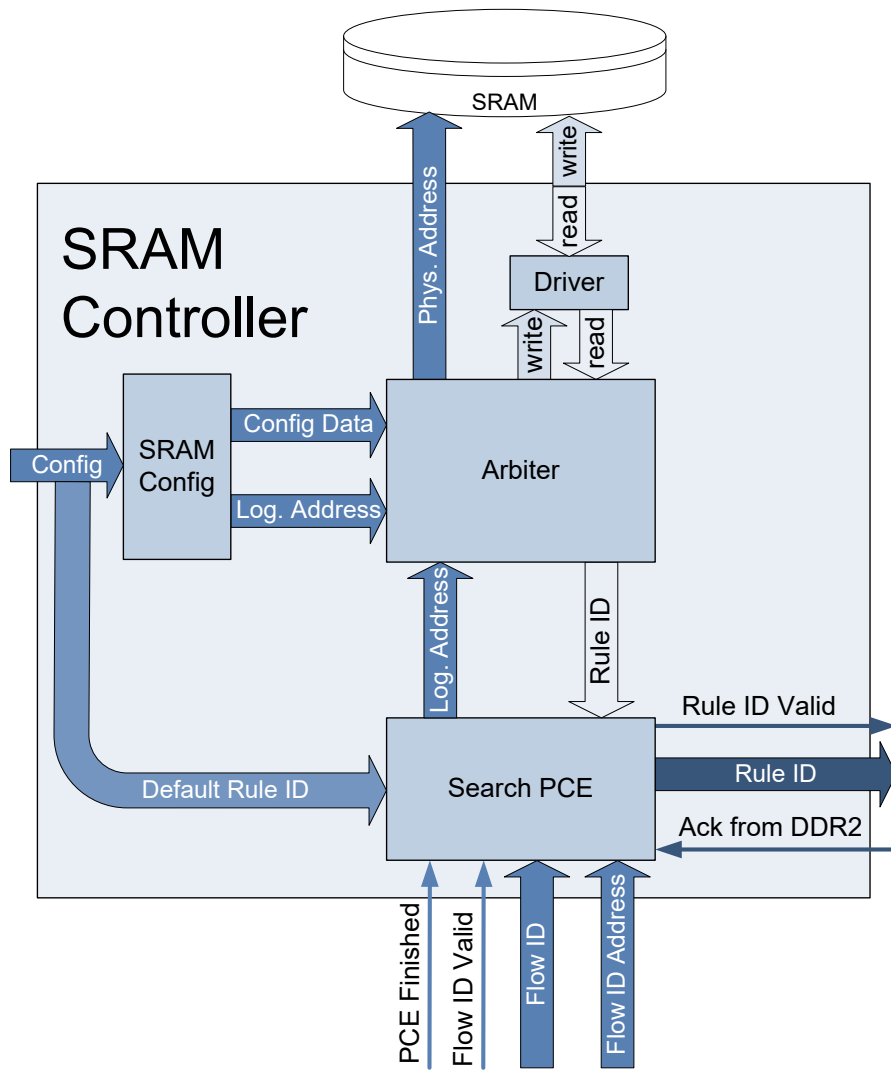 SRAM
write
read
SRAM
Controller
Phys. Address
Driver
write
read
Config
SRAM
Config
Config Data
Log. Address
Arbiter
Log. Address
Rule ID
Default Rule ID
Search PCE
Rule ID Valid
Rule ID
Ack from DDR2
PCE Finished
Flow ID Valid
Flow ID
Flow ID Address